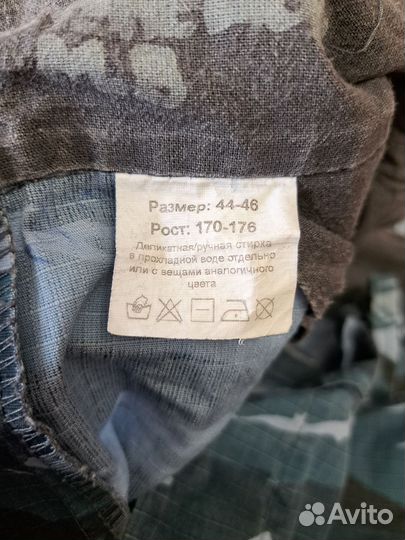 Размер: 44-46
Рост: 170-176
Деликатная/ручная стирка
в прохладной воде отдельно
или с вещами аналогичного
цвета
Avito